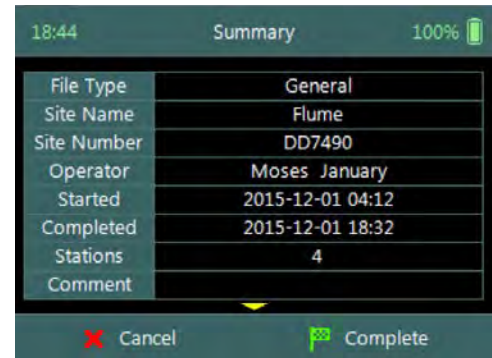 18:44 Summary 100%
File Type General
Site Name Flume
Site Number DD7490
Operator Moses January
Started 2015-12-01 04:12
Completed 2015-12-01 18:32
Stations 4
Comment
Cancel Complete